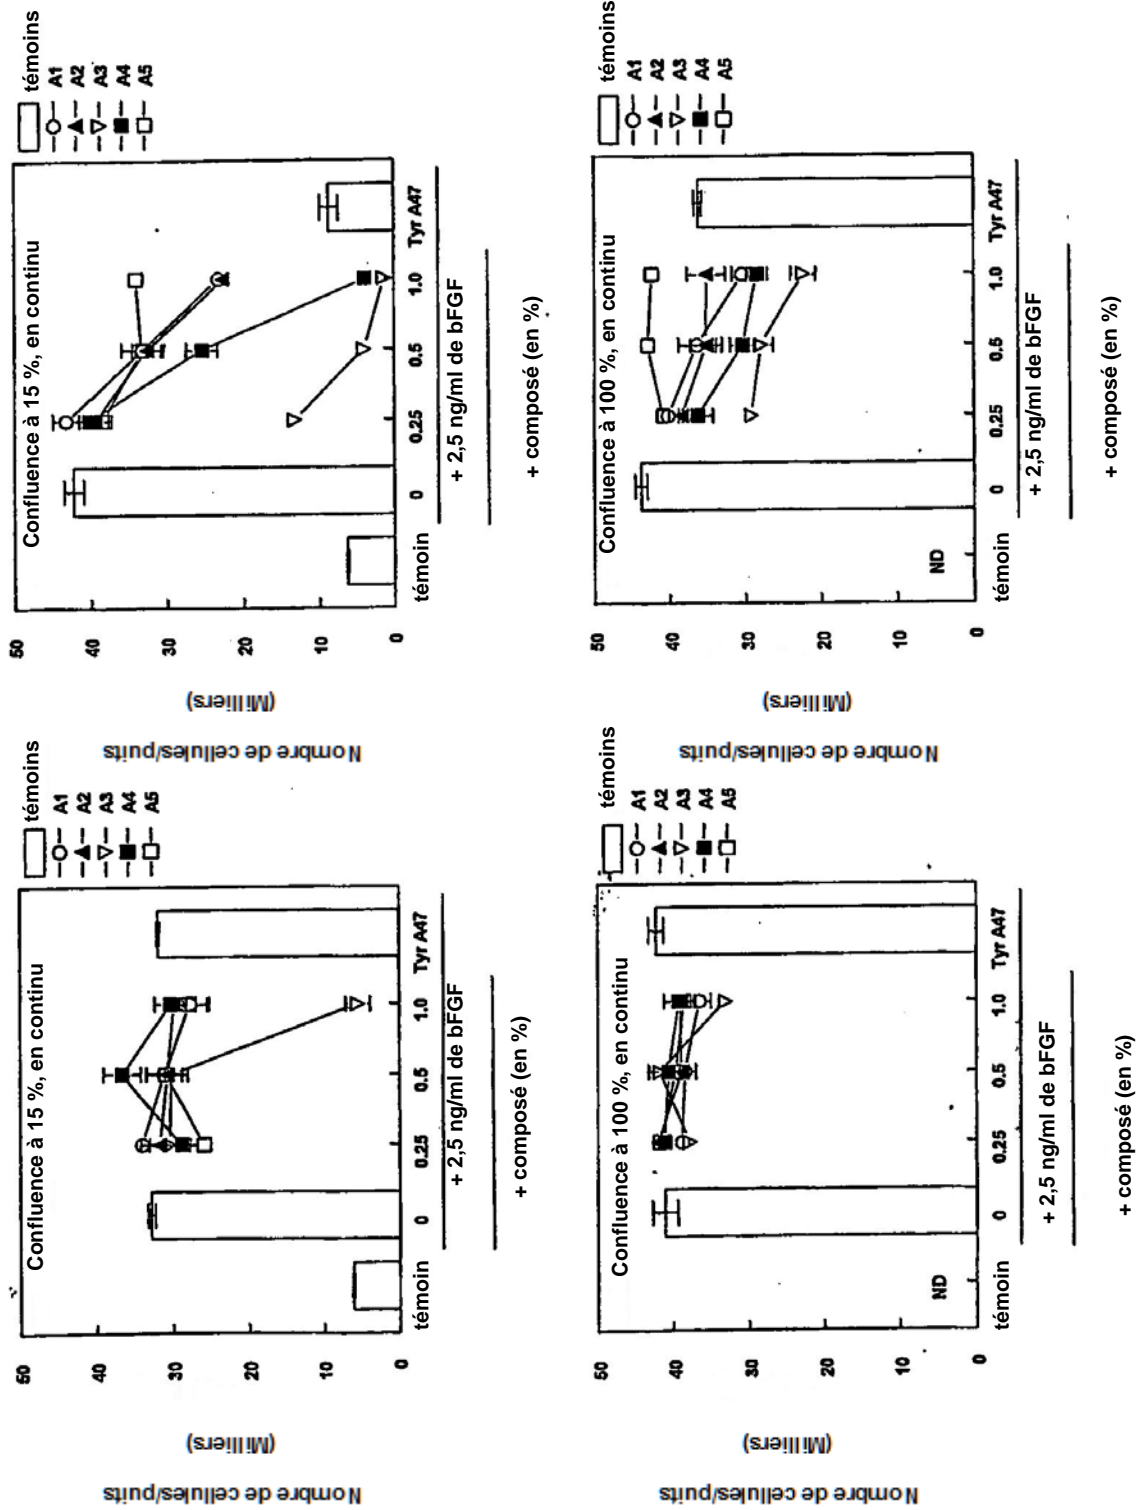 Confluence à 15 %, en continu
témoins
A1
A2
A3
A4
A5
Nombre de cellules/puits
(Milliers)
50
40
30
20
10
0
témoin
0
0.25
0.5
1.0
Tyr A47
+ 2,5 ng/ml de bFGF
+ composé (en %)
Confluence à 15 %, en continu
témoins
A1
A2
A3
A4
A5
Nombre de cellules/puits
(Milliers)
50
40
30
20
10
0
témoin
0
0.25
0.5
1.0
Tyr A47
+ 2,5 ng/ml de bFGF
+ composé (en %)
Confluence à 100 %, en continu
témoins
A1
A2
A3
A4
A5
Nombre de cellules/puits
(Milliers)
50
40
30
20
10
0
ND
témoin
0
0.25
0.5
1.0
Tyr A47
+ 2,5 ng/ml de bFGF
+ composé (en %)
Confluence à 100 %, en continu
témoins
A1
A2
A3
A4
A5
Nombre de cellules/puits
(Milliers)
50
40
30
20
10
0
ND
témoin
0
0.25
0.5
1.0
Tyr A47
+ 2,5 ng/ml de bFGF
+ composé (en %)